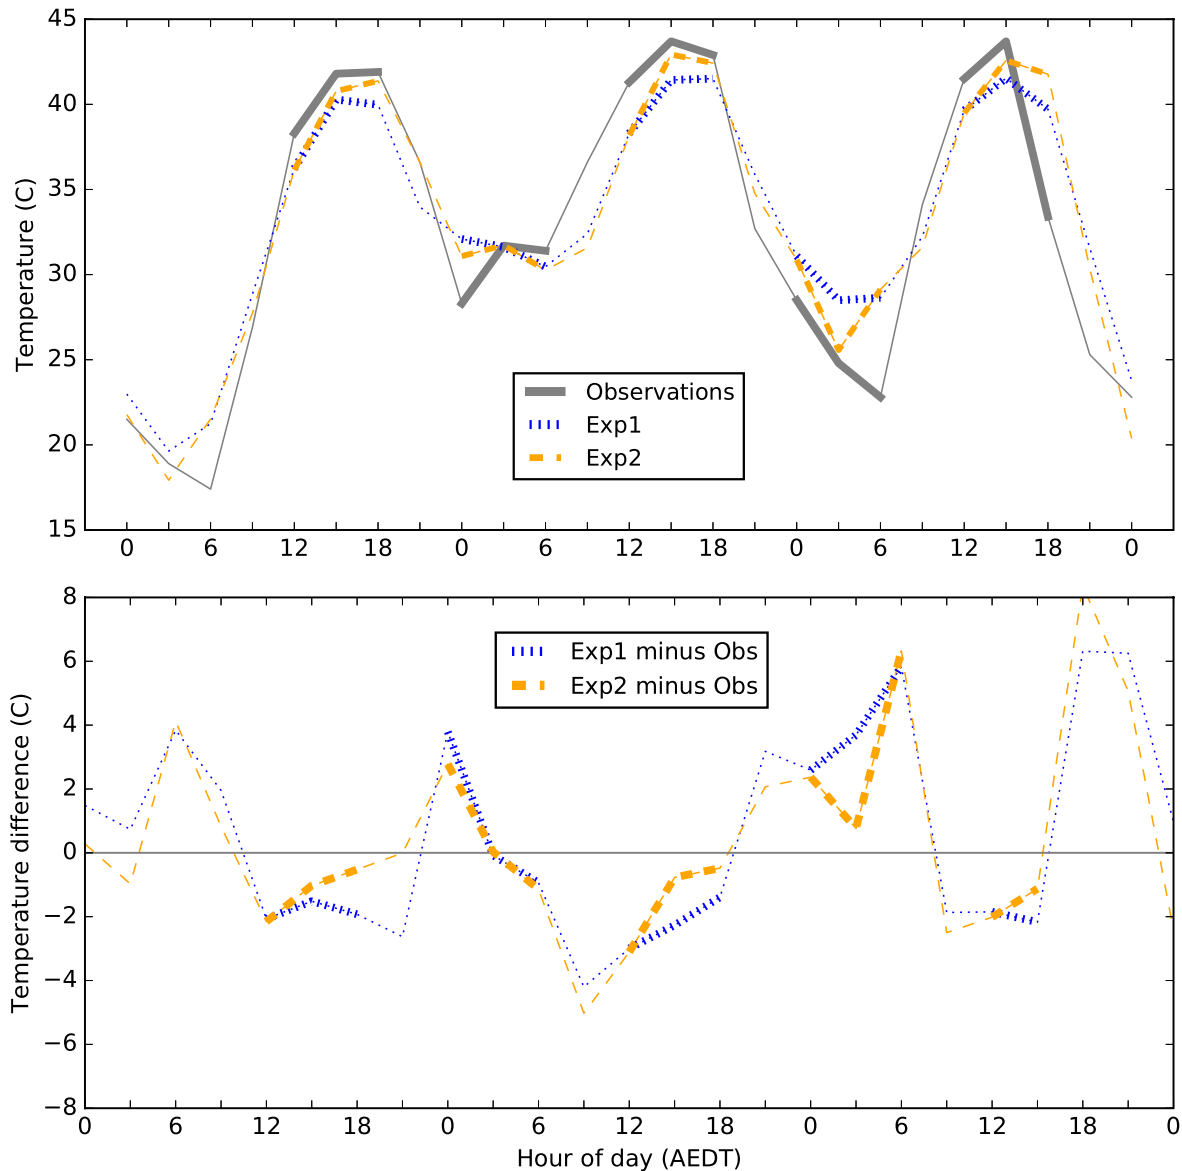 45
40
35
30
25
20
15
Temperature (C)
Observations
Exp1
Exp2
0 6 12 18 0 6 12 18 0 6 12 18 0
8
6
4
2
0
−2
−4
−6
−8
Temperature difference (C)
Exp1 minus Obs
Exp2 minus Obs
0 6 12 18 0 6 12 18 0 6 12 18 0
Hour of day (AEDT)